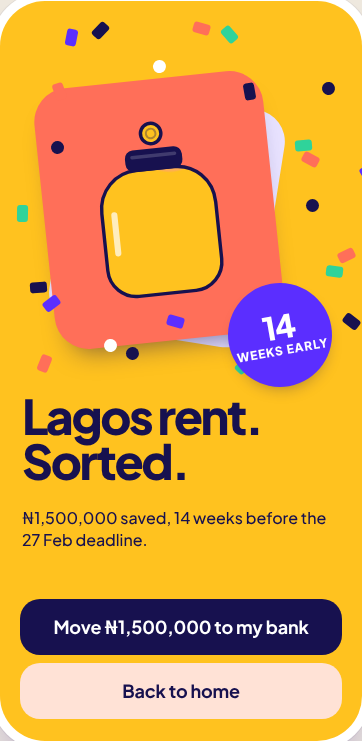 14
WEEKS EARLY
Lagos rent.
Sorted.
₦1,500,000 saved, 14 weeks before the
27 Feb deadline.
Move ₦1,500,000 to my bank
Back to home